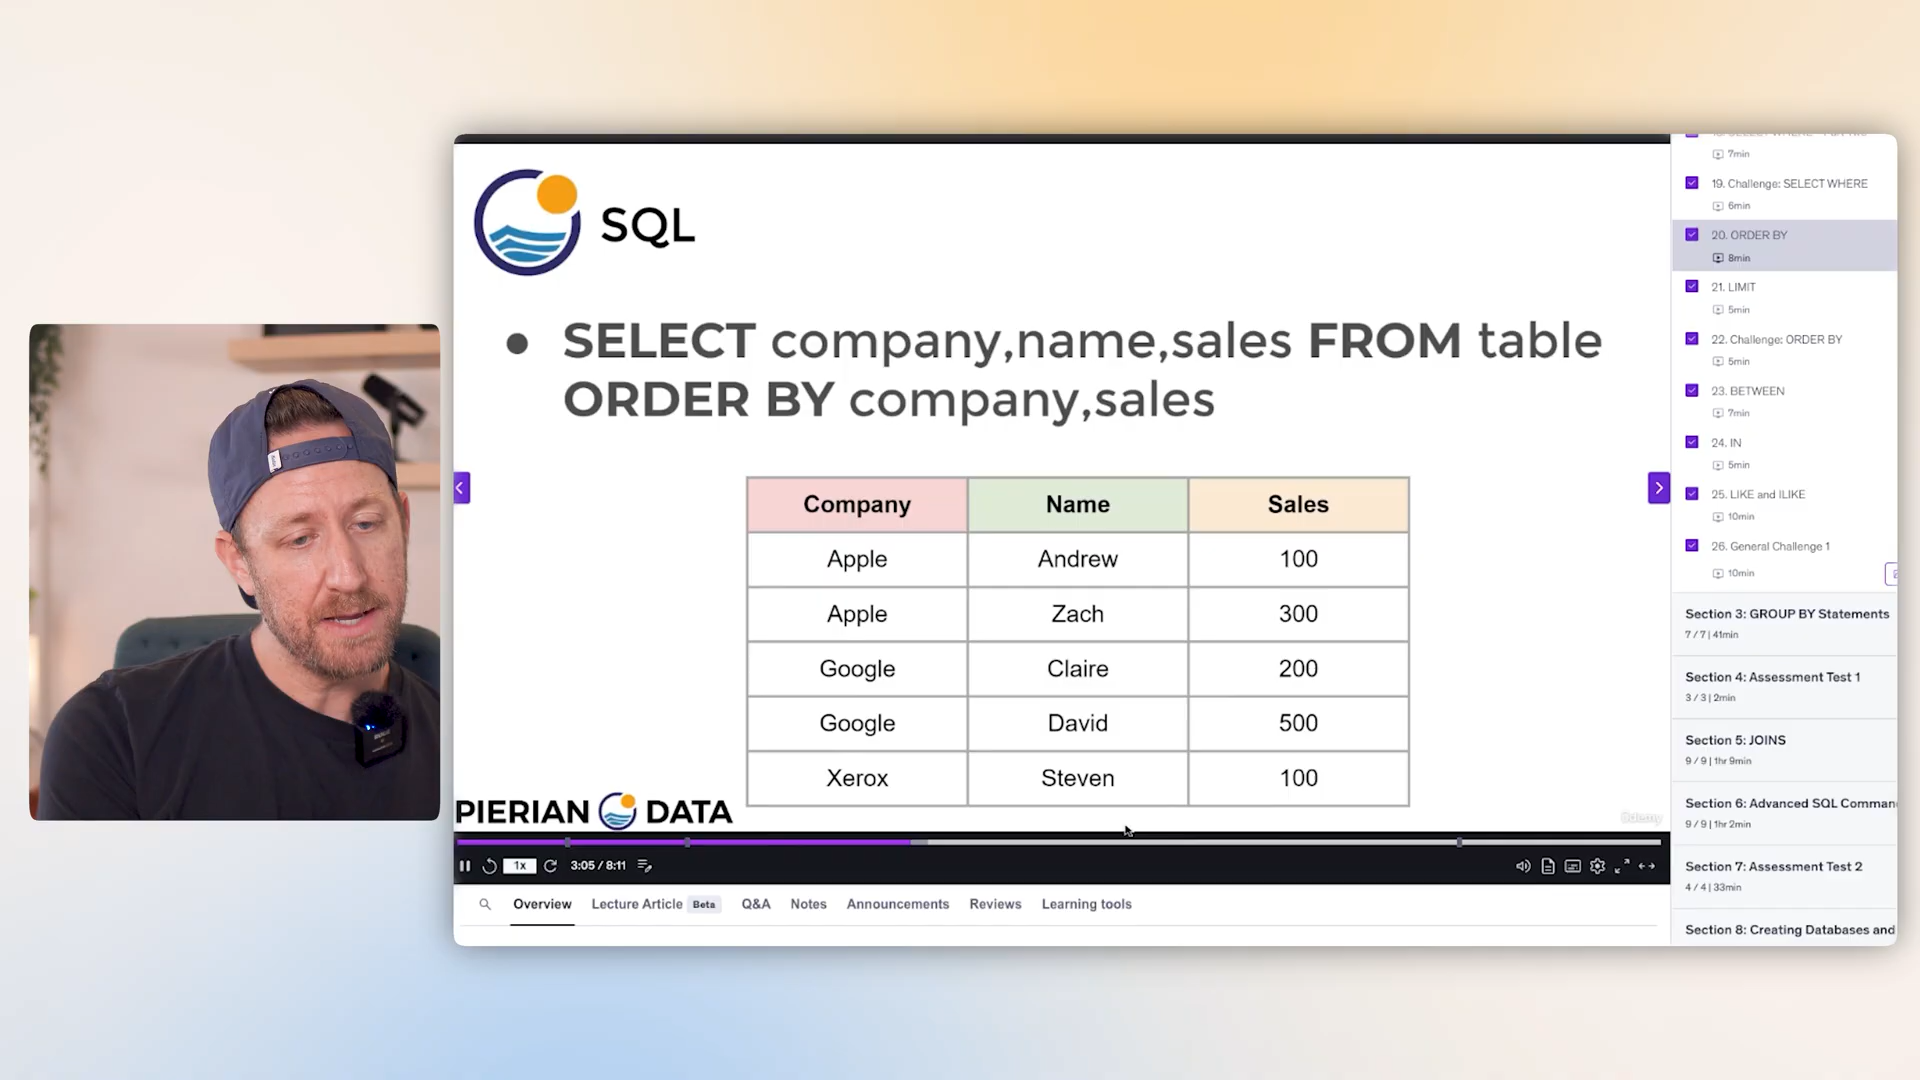 SQL
● SELECT company,name,sales FROM table
ORDER BY company,sales
Company Name Sales
Apple Andrew 100
Apple Zach 300
Google Claire 200
Google David 500
Xerox Steven 100
PIERIAN DATA
Udemy
1x
3:05 / 8:11
Overview Lecture Article Beta Q&A Notes Announcements Reviews Learning tools
7min
19. Challenge: SELECT WHERE
6min
20. ORDER BY
8min
21. LIMIT
5min
22. Challenge: ORDER BY
5min
23. BETWEEN
7min
24. IN
5min
25. LIKE and ILIKE
10min
26. General Challenge 1
10min
Section 3: GROUP BY Statements
7 / 7 | 41min
Section 4: Assessment Test 1
3 / 3 | 2min
Section 5: JOINS
9 / 9 | 1hr 9min
Section 6: Advanced SQL Comman
9 / 9 | 1hr 2min
Section 7: Assessment Test 2
4 / 4 | 33min
Section 8: Creating Databases and